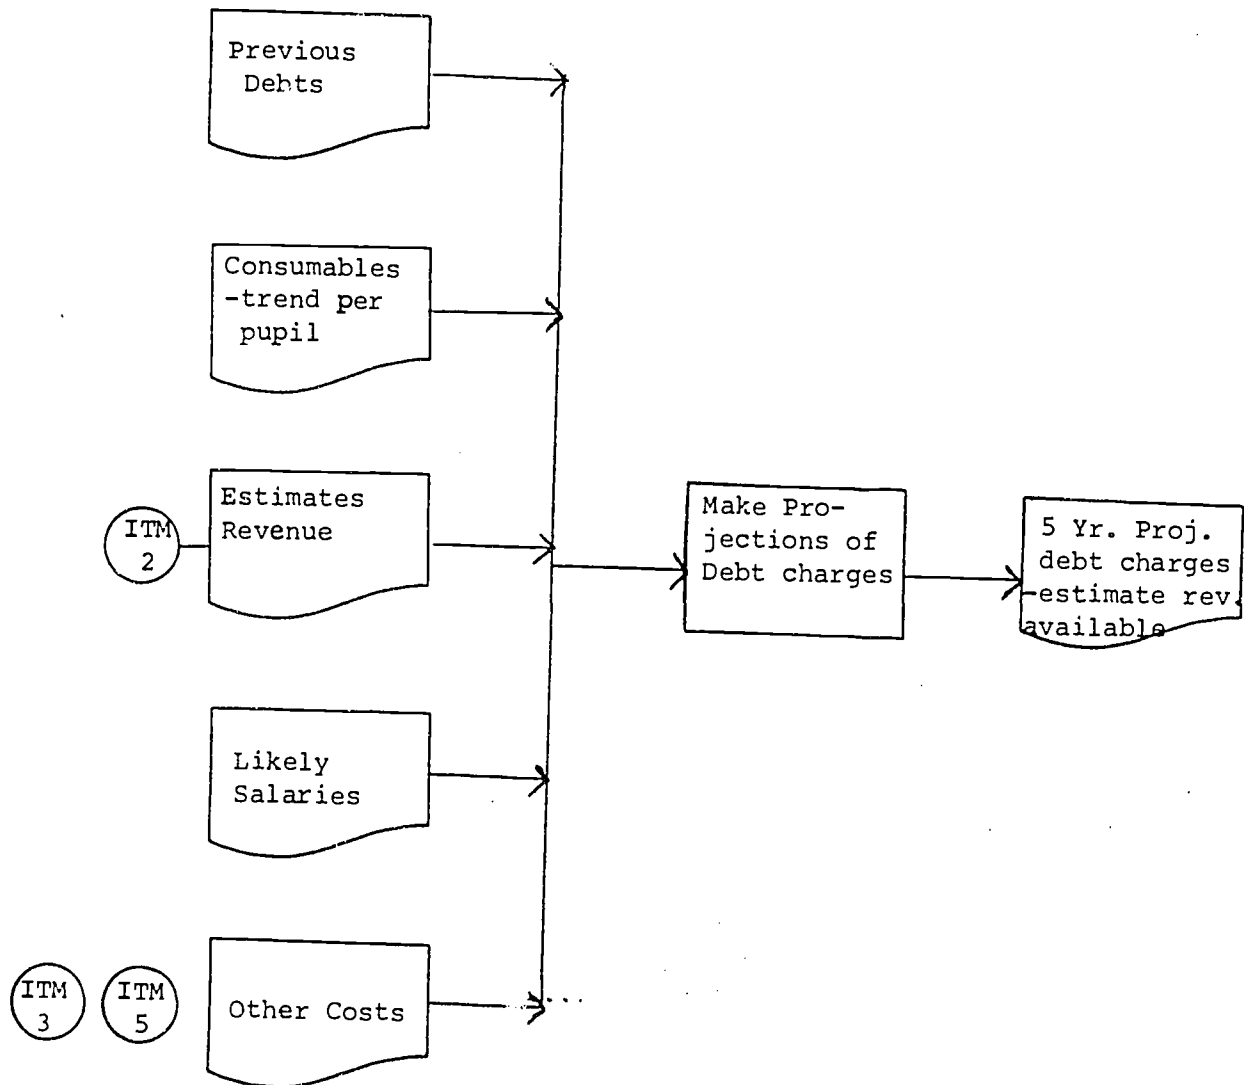 Previous
Debts
Consumables
-trend per
pupil
Estimates
Revenue
ITM
2
Likely
Salaries
ITM
3
ITM
5
Other Costs
Make Pro-
jections of
Debt charges
5 Yr. Proj.
debt charges
-estimate rev.
available